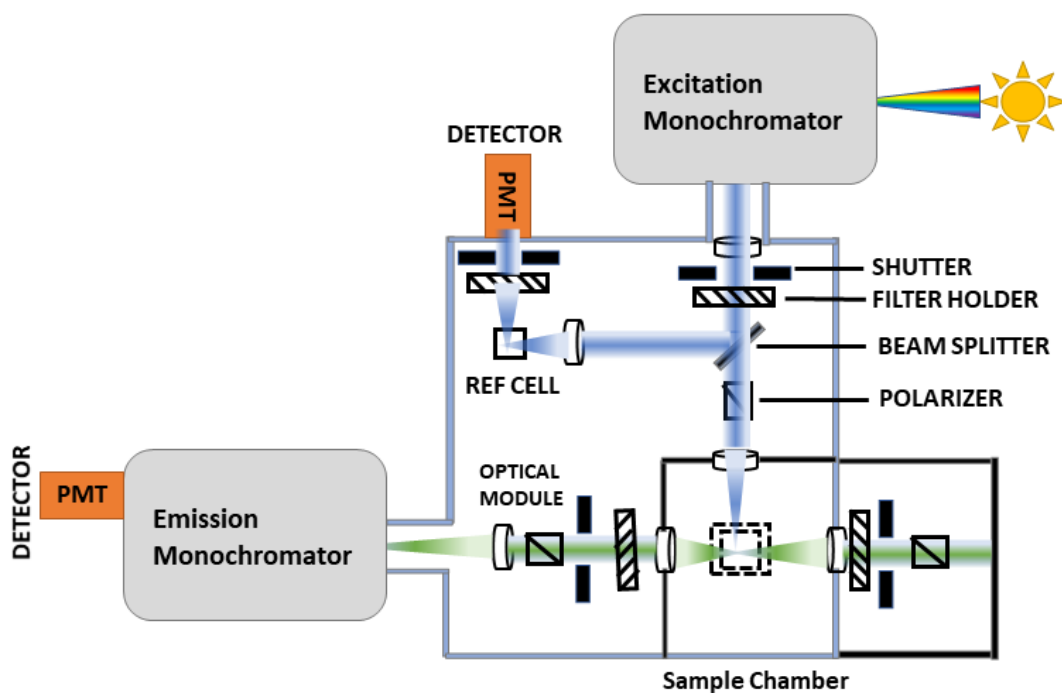 Excitation
Monochromator
DETECTOR
PMT
SHUTTER
FILTER HOLDER
BEAM SPLITTER
REF CELL
POLARIZER
OPTICAL
MODULE
DETECTOR
PMT
Emission
Monochromator
Sample Chamber